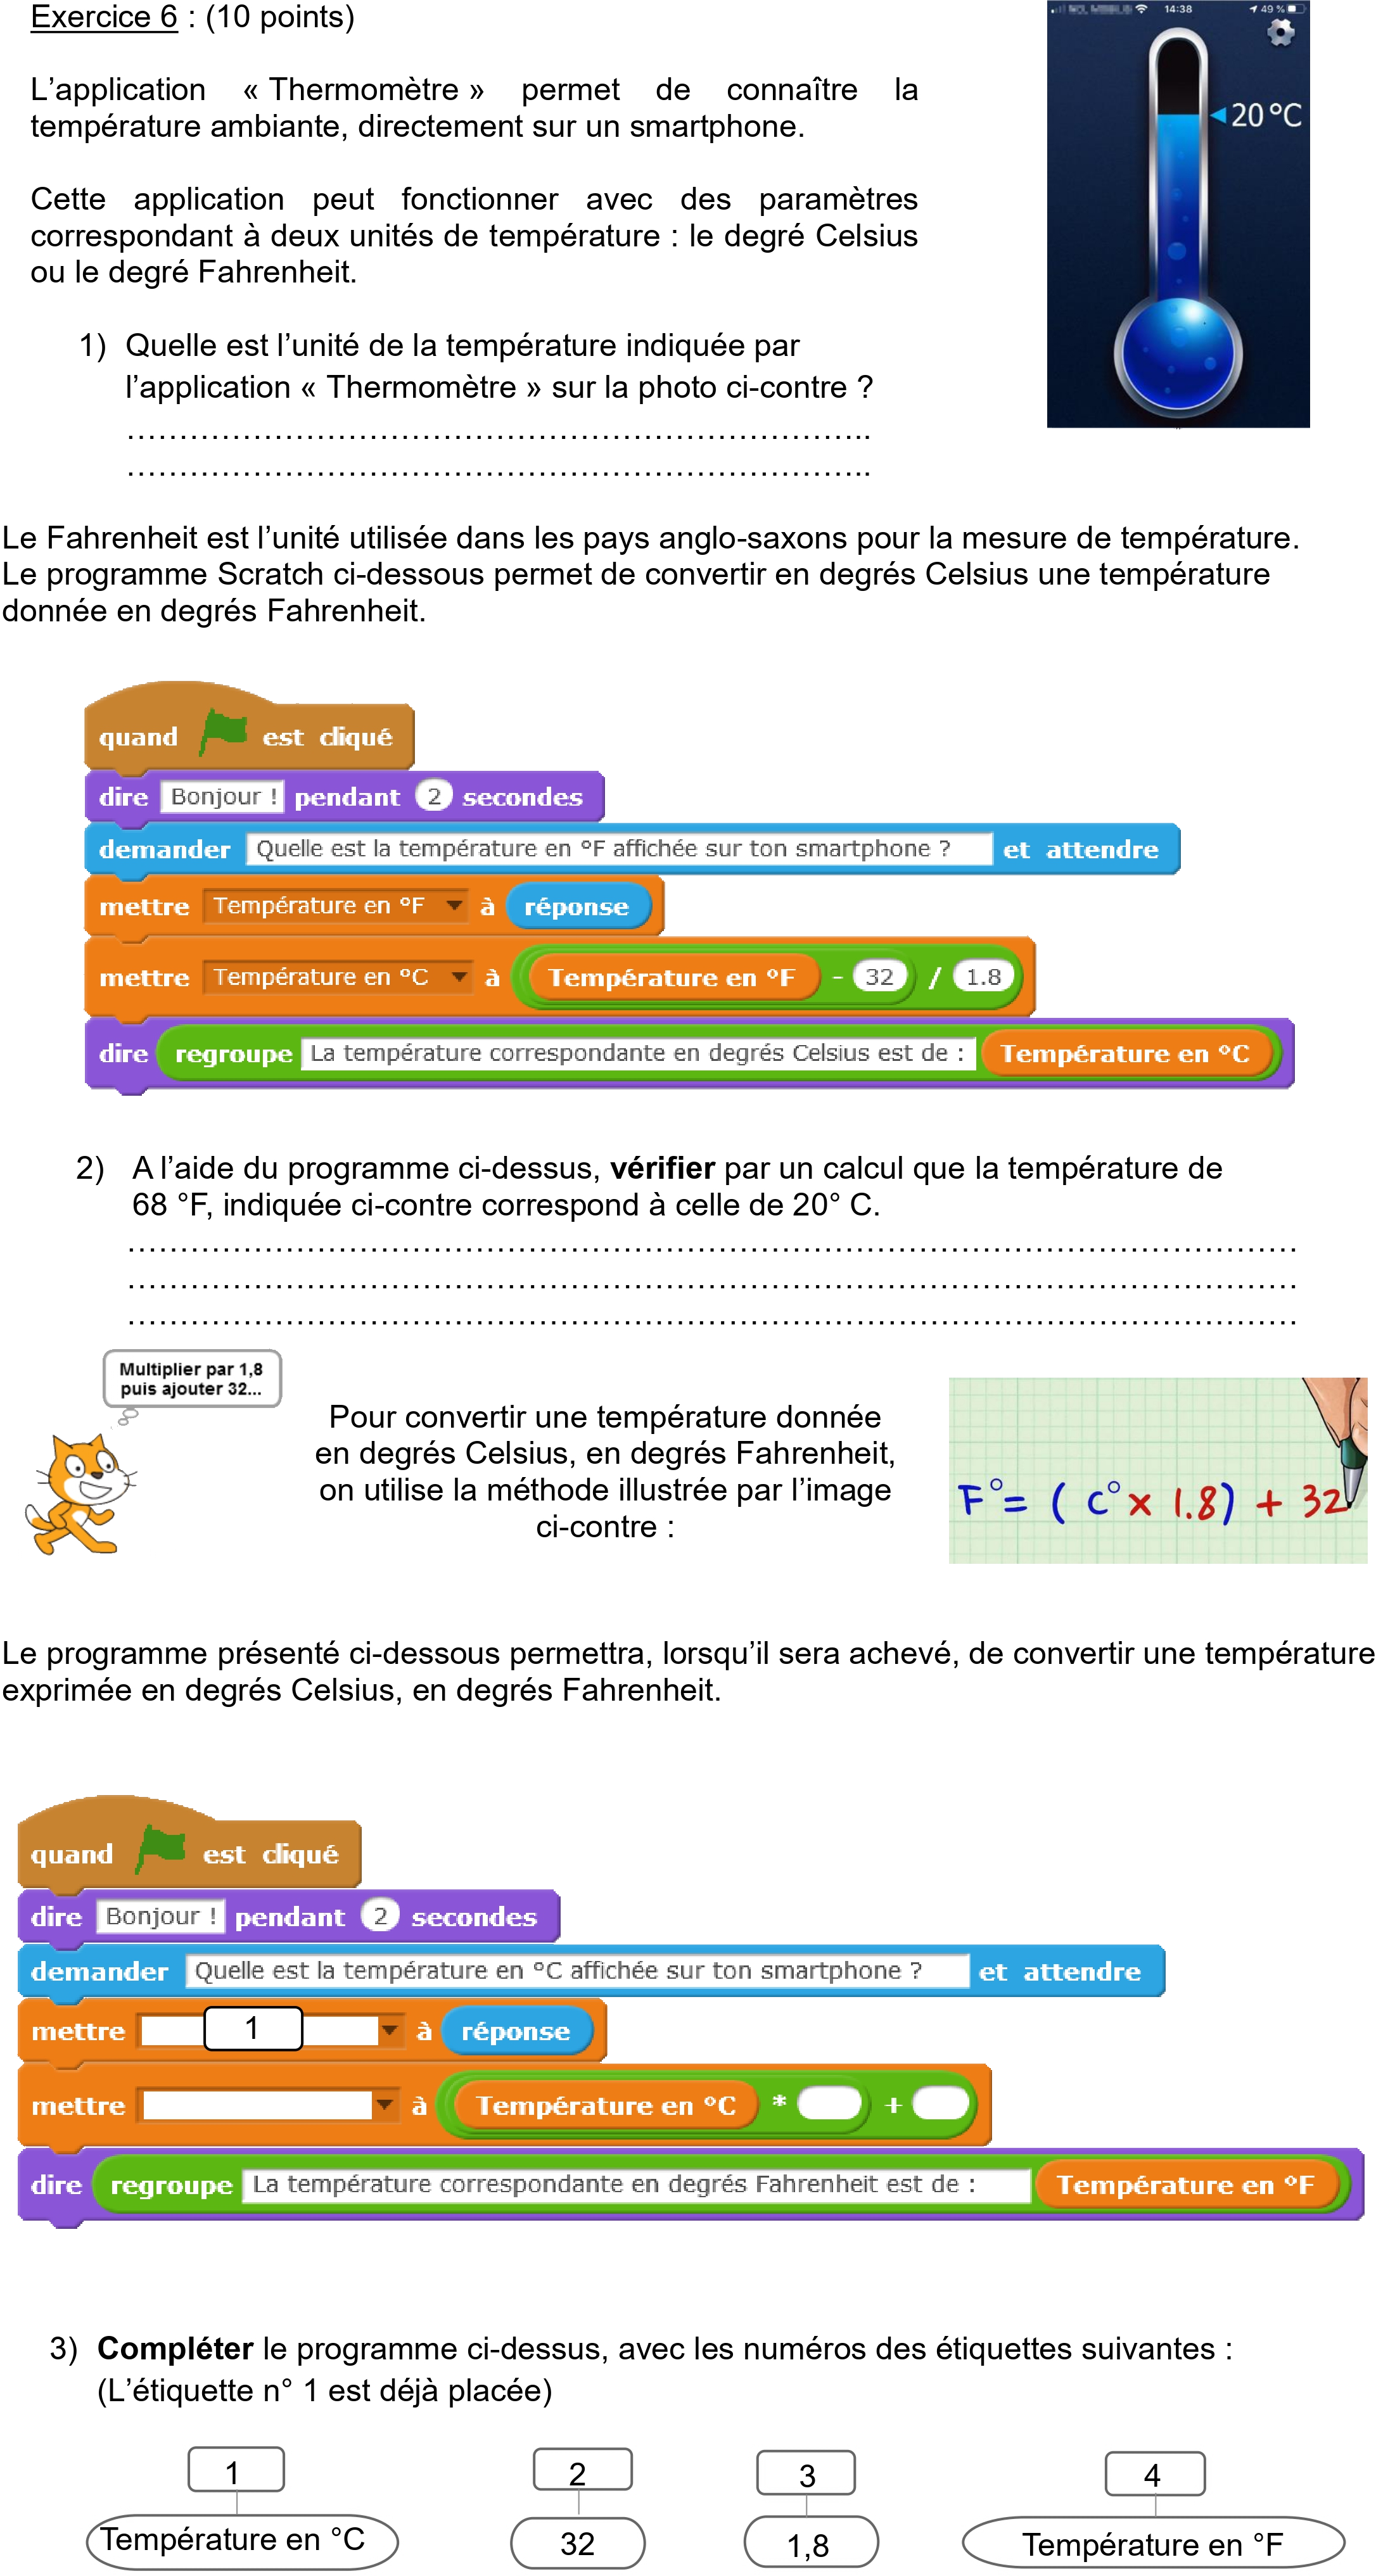 Exercice 6 : (10 points)
14:38
49 %
L'application « Thermomètre » permet de connaître la
température ambiante, directement sur un smartphone.
20°C
Cette application peut fonctionner avec des paramètres
correspondant à deux unités de température : le degré Celsius
ou le degré Fahrenheit.
1) Quelle est l'unité de la température indiquée par
l'application « Thermomètre » sur la photo ci-contre ?
Le Fahrenheit est l'unité utilisée dans les pays anglo-saxons pour la mesure de température.
Le programme Scratch ci-dessous permet de convertir en degrés Celsius une température
donnée en degrés Fahrenheit.
quand est cliqué
dire Bonjour ! pendant 2 secondes
demander Quelle est la température en °F affichée sur ton smartphone ? et attendre
mettre Température en °F à réponse
mettre Température en °C à Température en °F - 32 / 1.8
dire regroupe La température correspondante en degrés Celsius est de : Température en °C
2) A l'aide du programme ci-dessus, vérifier par un calcul que la température de
68 °F, indiquée ci-contre correspond à celle de 20° C.
Multiplier par 1,8
puis ajouter 32...
Pour convertir une température donnée
en degrés Celsius, en degrés Fahrenheit,
on utilise la méthode illustrée par l'image
ci-contre :
F°= ( C° x 1.8) + 32
Le programme présenté ci-dessous permettra, lorsqu'il sera achevé, de convertir une température
exprimée en degrés Celsius, en degrés Fahrenheit.
quand est cliqué
dire Bonjour ! pendant 2 secondes
demander Quelle est la température en °C affichée sur ton smartphone ? et attendre
mettre 1 à réponse
mettre à Température en °C * +
dire regroupe La température correspondante en degrés Fahrenheit est de : Température en °F
3) Compléter le programme ci-dessus, avec les numéros des étiquettes suivantes :
(L'étiquette n° 1 est déjà placée)
1 2 3 4
Température en °C 32 1,8 Température en °F